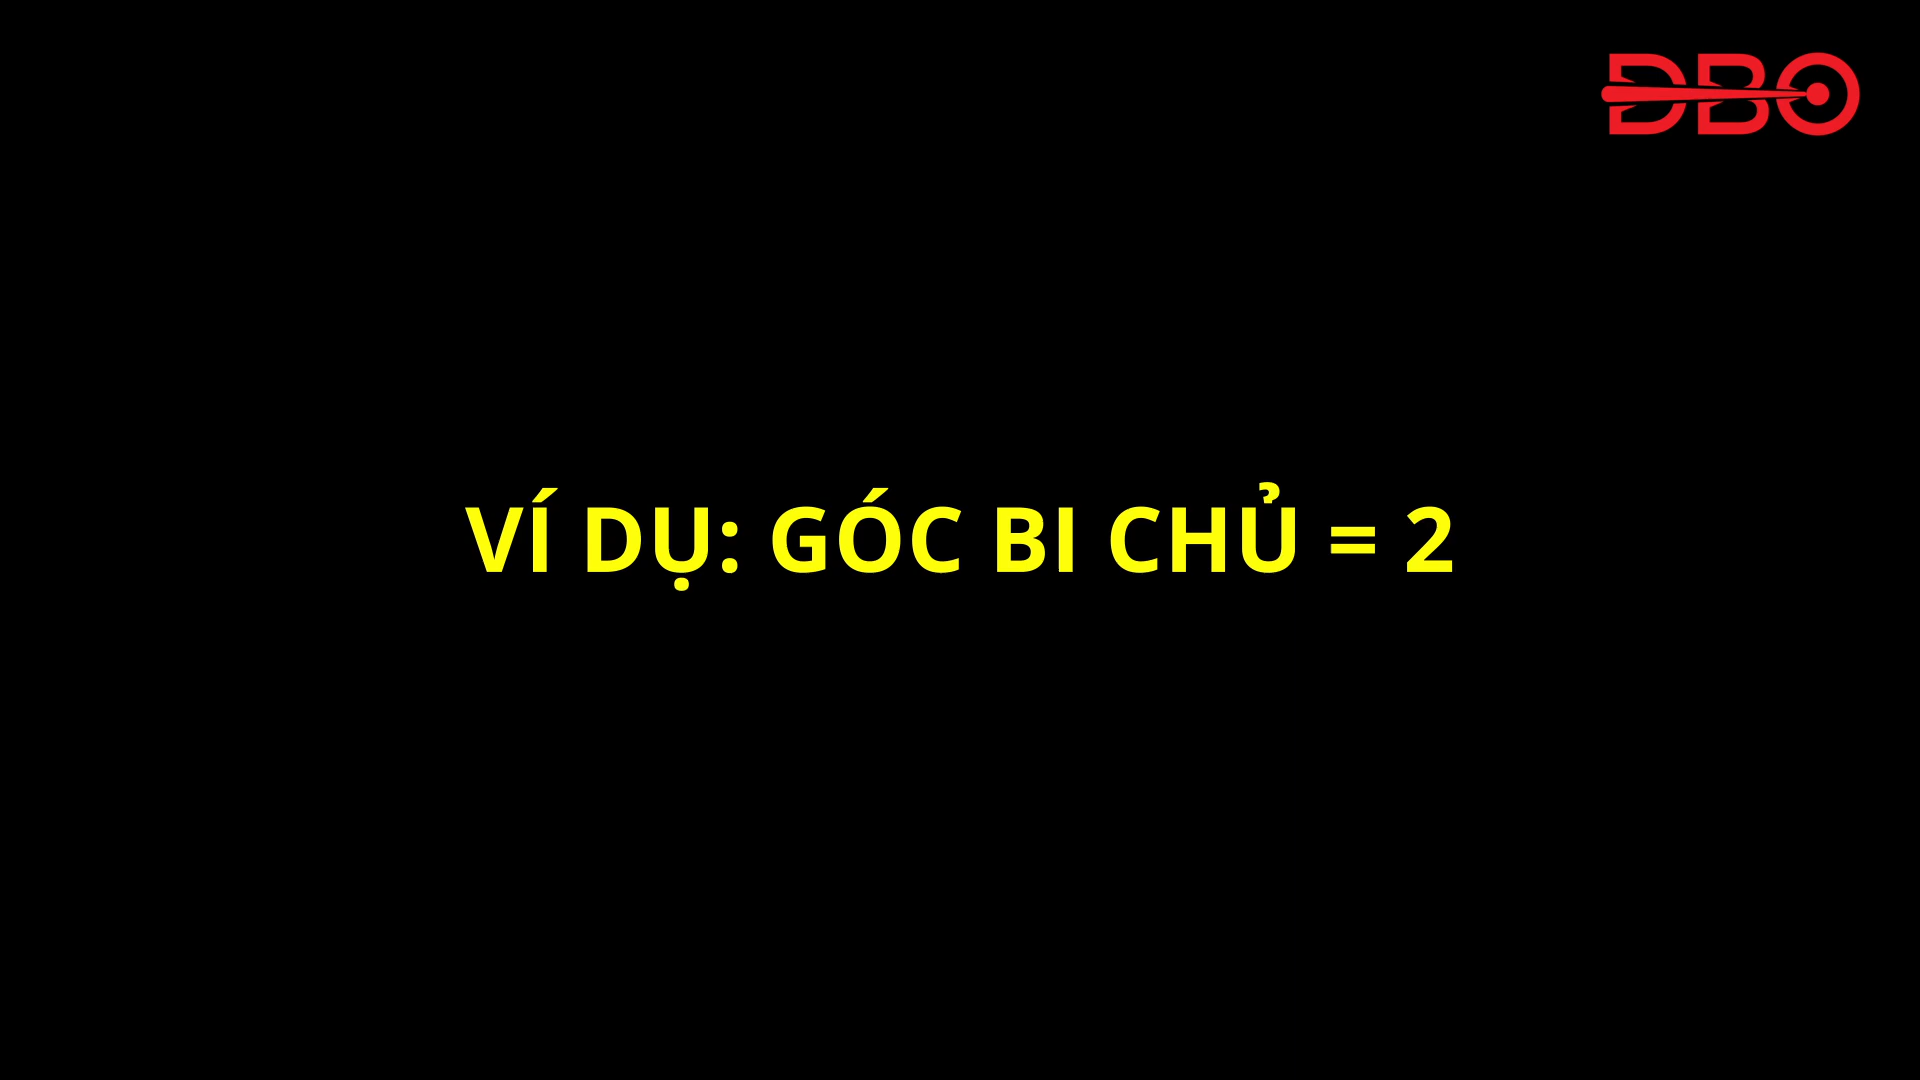 DBO
VÍ DỤ: GÓC BI CHỦ = 2